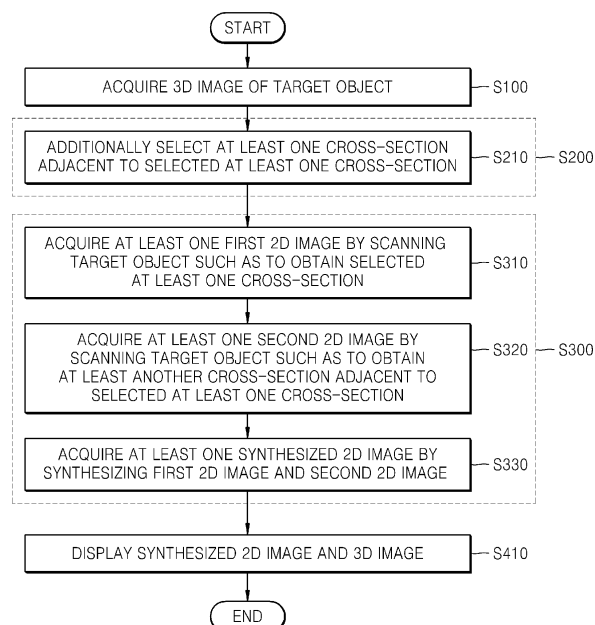 START
ACQUIRE 3D IMAGE OF TARGET OBJECT
S100
ADDITIONALLY SELECT AT LEAST ONE CROSS-SECTION
ADJACENT TO SELECTED AT LEAST ONE CROSS-SECTION
S210
S200
ACQUIRE AT LEAST ONE FIRST 2D IMAGE BY SCANNING
TARGET OBJECT SUCH AS TO OBTAIN SELECTED
AT LEAST ONE CROSS-SECTION
S310
ACQUIRE AT LEAST ONE SECOND 2D IMAGE BY
SCANNING TARGET OBJECT SUCH AS TO OBTAIN
AT LEAST ANOTHER CROSS-SECTION ADJACENT TO
SELECTED AT LEAST ONE CROSS-SECTION
S320
S300
ACQUIRE AT LEAST ONE SYNTHESIZED 2D IMAGE BY
SYNTHESIZING FIRST 2D IMAGE AND SECOND 2D IMAGE
S330
DISPLAY SYNTHESIZED 2D IMAGE AND 3D IMAGE
S410
END